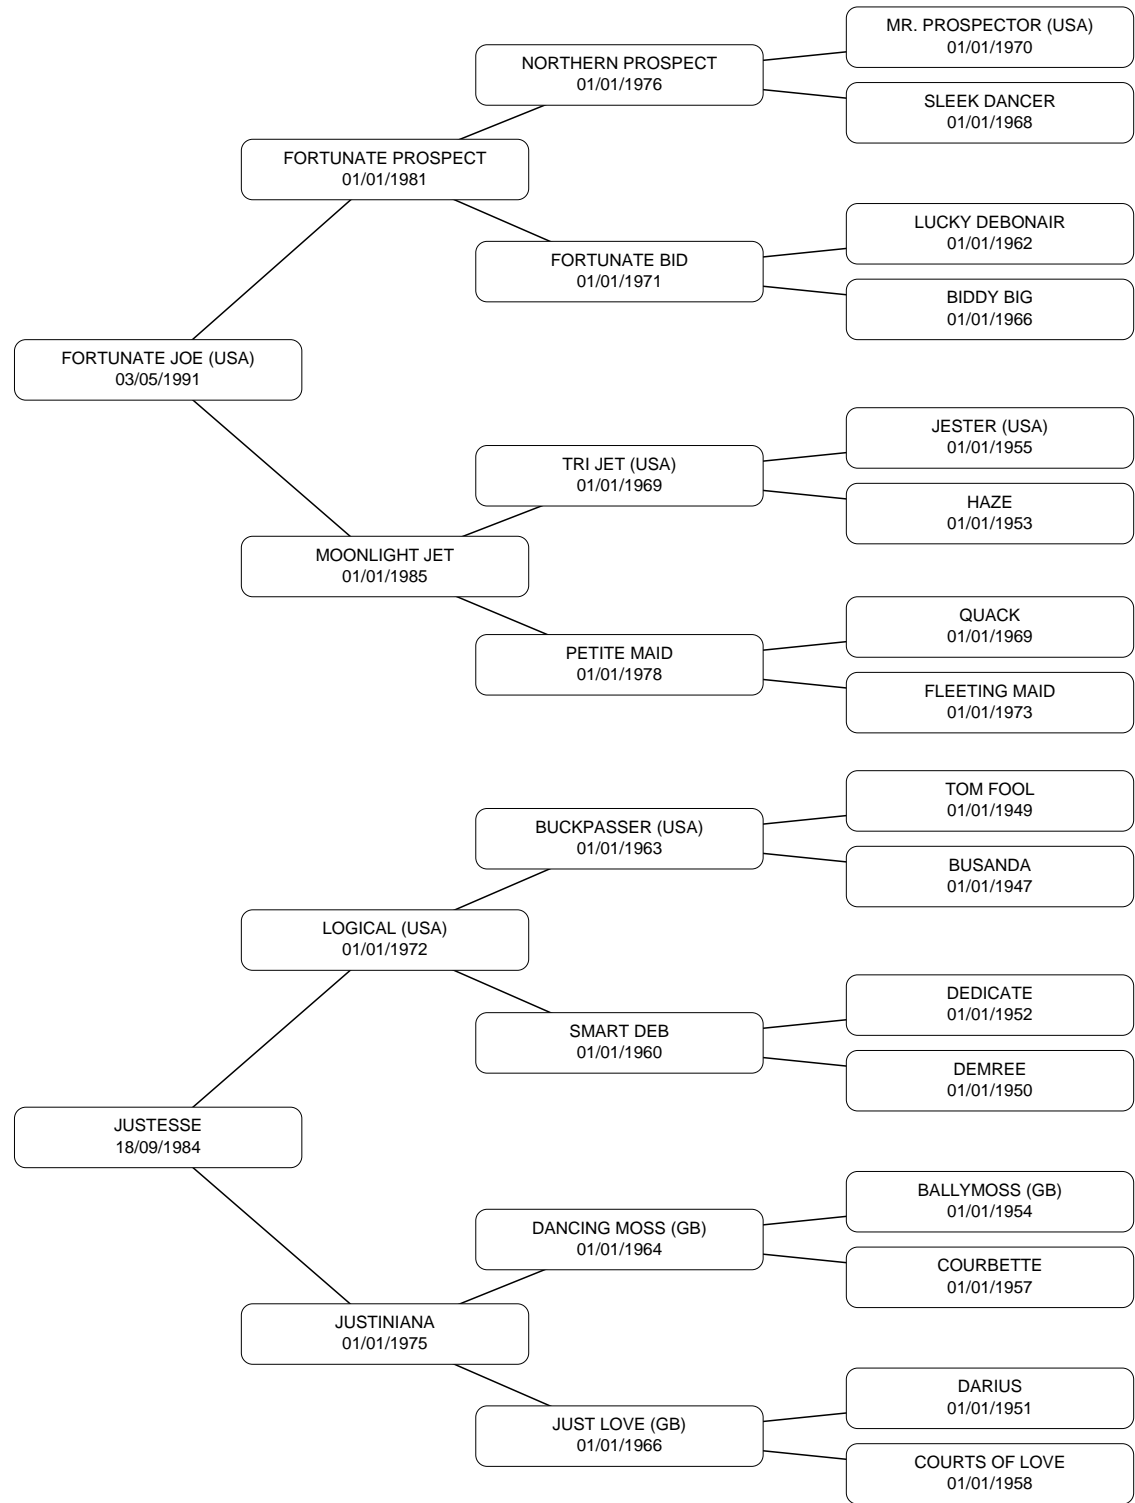 MR. PROSPECTOR (USA)
01/01/1970
NORTHERN PROSPECT
01/01/1976
SLEEK DANCER
01/01/1968
FORTUNATE PROSPECT
01/01/1981
LUCKY DEBONAIR
01/01/1962
FORTUNATE BID
01/01/1971
BIDDY BIG
01/01/1966
FORTUNATE JOE (USA)
03/05/1991
JESTER (USA)
01/01/1955
TRI JET (USA)
01/01/1969
HAZE
01/01/1953
MOONLIGHT JET
01/01/1985
QUACK
01/01/1969
PETITE MAID
01/01/1978
FLEETING MAID
01/01/1973
TOM FOOL
01/01/1949
BUCKPASSER (USA)
01/01/1963
BUSANDA
01/01/1947
LOGICAL (USA)
01/01/1972
DEDICATE
01/01/1952
SMART DEB
01/01/1960
DEMREE
01/01/1950
JUSTESSE
18/09/1984
BALLYMOSS (GB)
01/01/1954
DANCING MOSS (GB)
01/01/1964
COURBETTE
01/01/1957
JUSTINIANA
01/01/1975
DARIUS
01/01/1951
JUST LOVE (GB)
01/01/1966
COURTS OF LOVE
01/01/1958